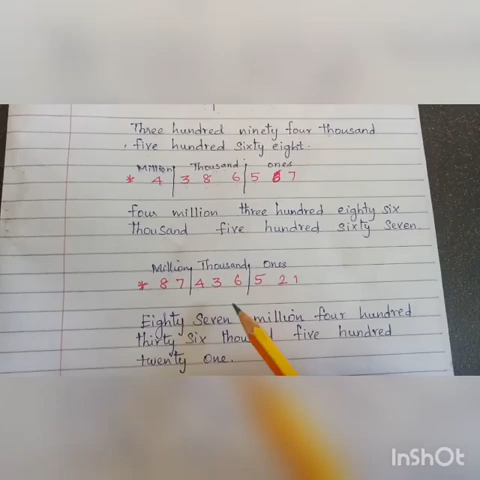 Three hundred ninety four thousand
five hundred sixty eight.
Million Thousand ones
* 4 3 8 6 5 6 7
four million three hundred eighty six
thousand five hundred sixty seven.
Million Thousands Ones
* 8 7 4 3 6 5 2 1
Eighty seven million four hundred
thirty six thousand five hundred
twenty one.
InShOt